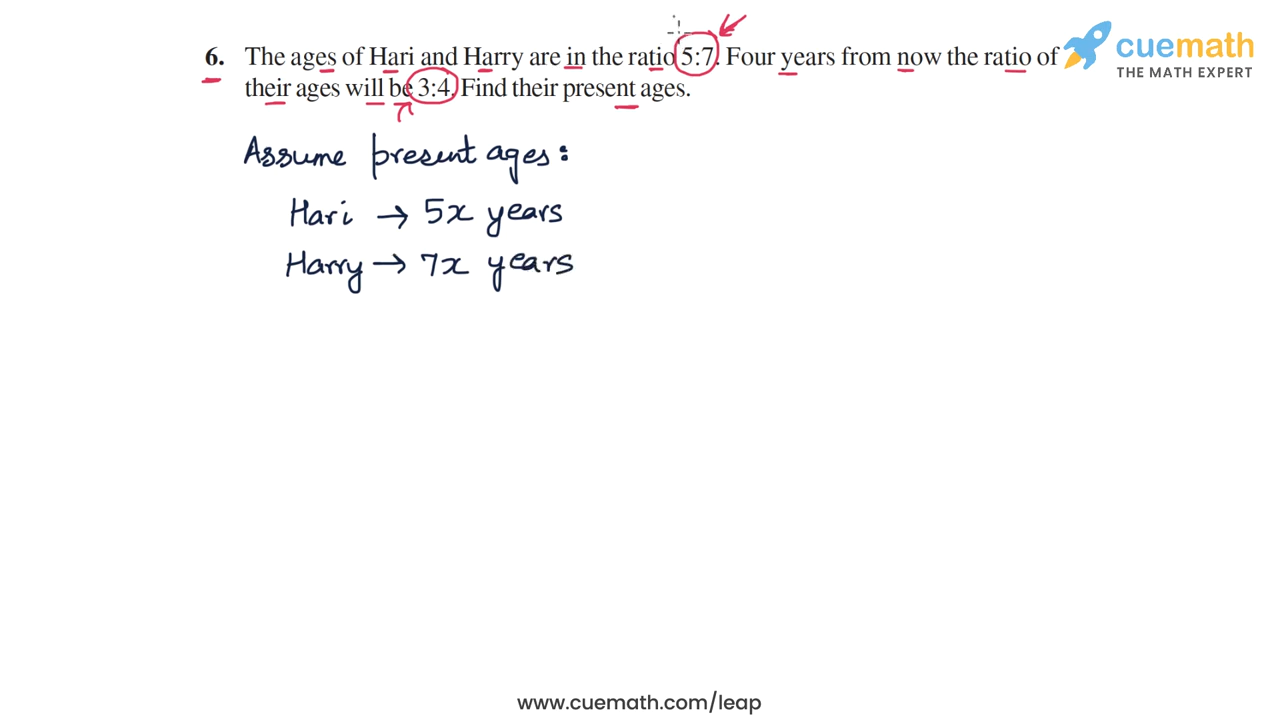 6. The ages of Hari and Harry are in the ratio 5:7. Four years from now the ratio of
their ages will be 3:4. Find their present ages.
cuemath
THE MATH EXPERT
Assume present ages:
Hari → 5x years
Harry → 7x years
www.cuemath.com/leap